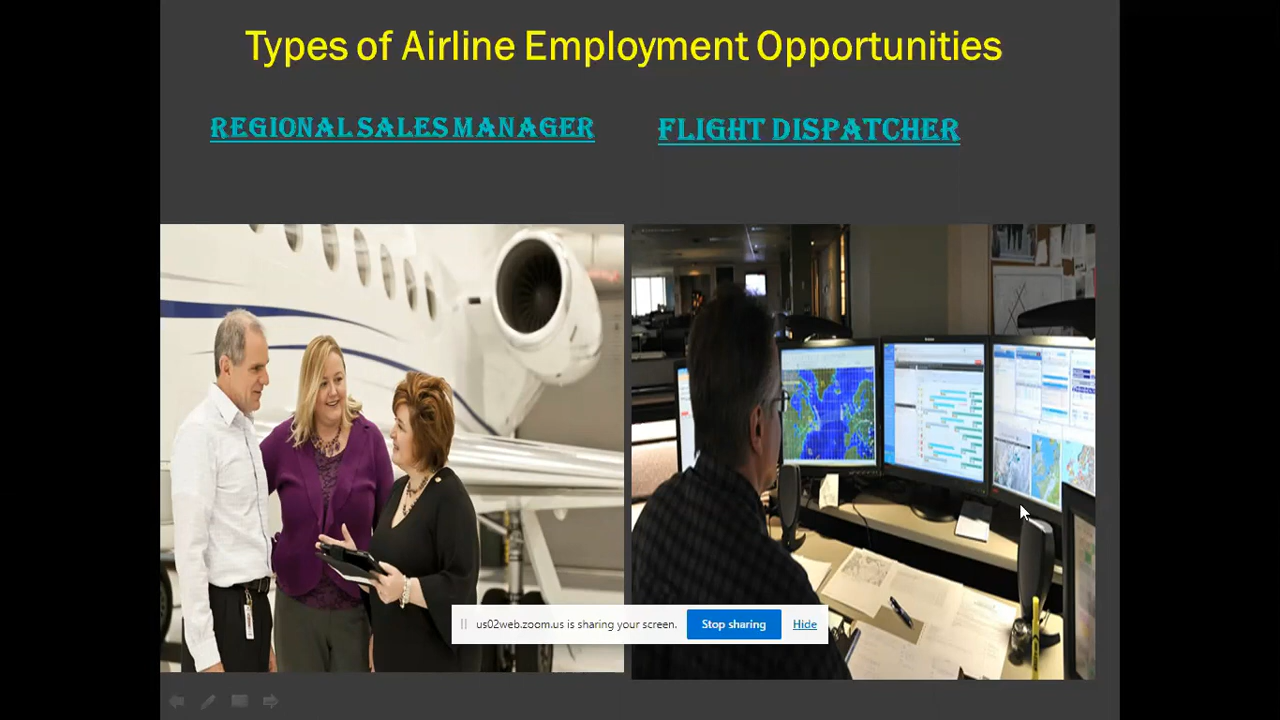 Types of Airline Employment Opportunities
REGIONAL SALES MANAGER
FLIGHT DISPATCHER
us02web.zoom.us is sharing your screen.
Stop sharing
Hide